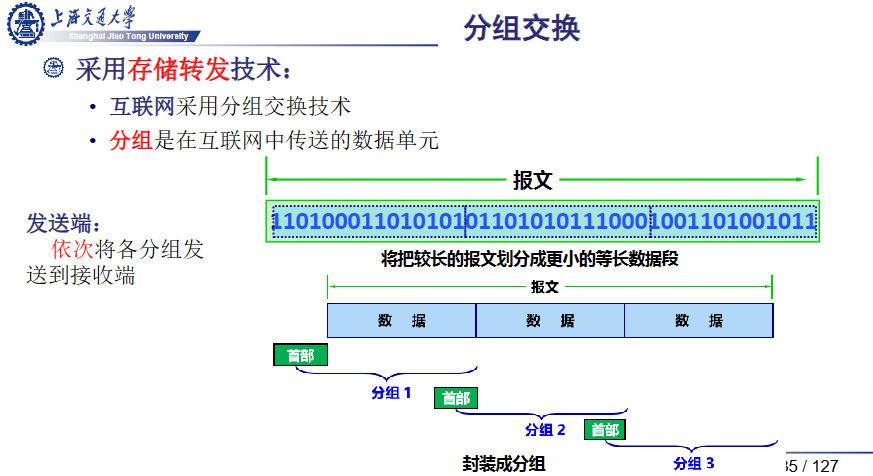 上海交通大学
Shanghai Jiao Tong University
分组交换
采用存储转发技术：
• 互联网采用分组交换技术
• 分组是在互联网中传送的数据单元
报文
发送端：
依次将各分组发
送到接收端
110100011010101011010101110001001101001011
将把较长的报文划分成更小的等长数据段
报文
数 据 数 据 数 据
首部
分组 1
首部
分组 2
首部
分组 3
封装成分组
35 / 127